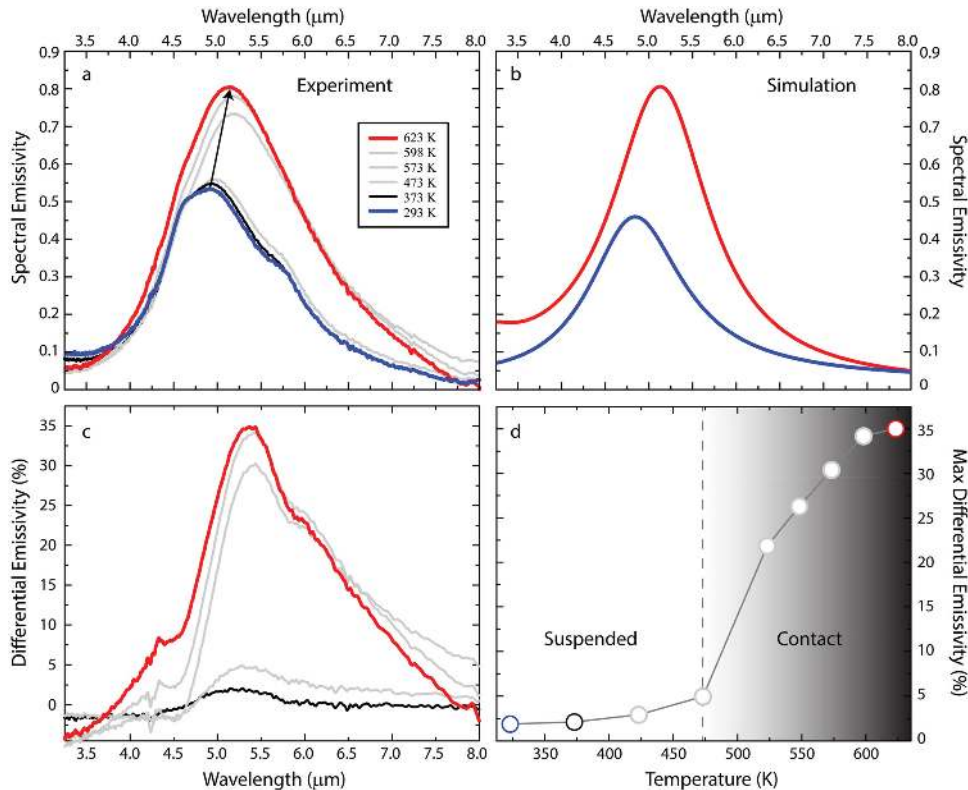 Wavelength (μm) Wavelength (μm)
3.5 4.0 4.5 5.0 5.5 6.0 6.5 7.0 7.5 8.0 3.5 4.0 4.5 5.0 5.5 6.0 6.5 7.0 7.5 8.0
a Experiment
b Simulation
Spectral Emissivity
0.9
0.8
0.7
0.6
0.5
0.4
0.3
0.2
0.1
0
623 K
598 K
573 K
473 K
373 K
293 K
0.9
0.8
0.7
0.6
0.5
0.4
0.3
0.2
0.1
0
Spectral Emissivity
c
Differential Emissivity (%)
35
30
25
20
15
10
5
0
3.5 4.0 4.5 5.0 5.5 6.0 6.5 7.0 7.5 8.0
Wavelength (μm)
d
Suspended Contact
35
30
25
20
15
10
5
0
Max Differential Emissivity (%)
350 400 450 500 550 600
Temperature (K)